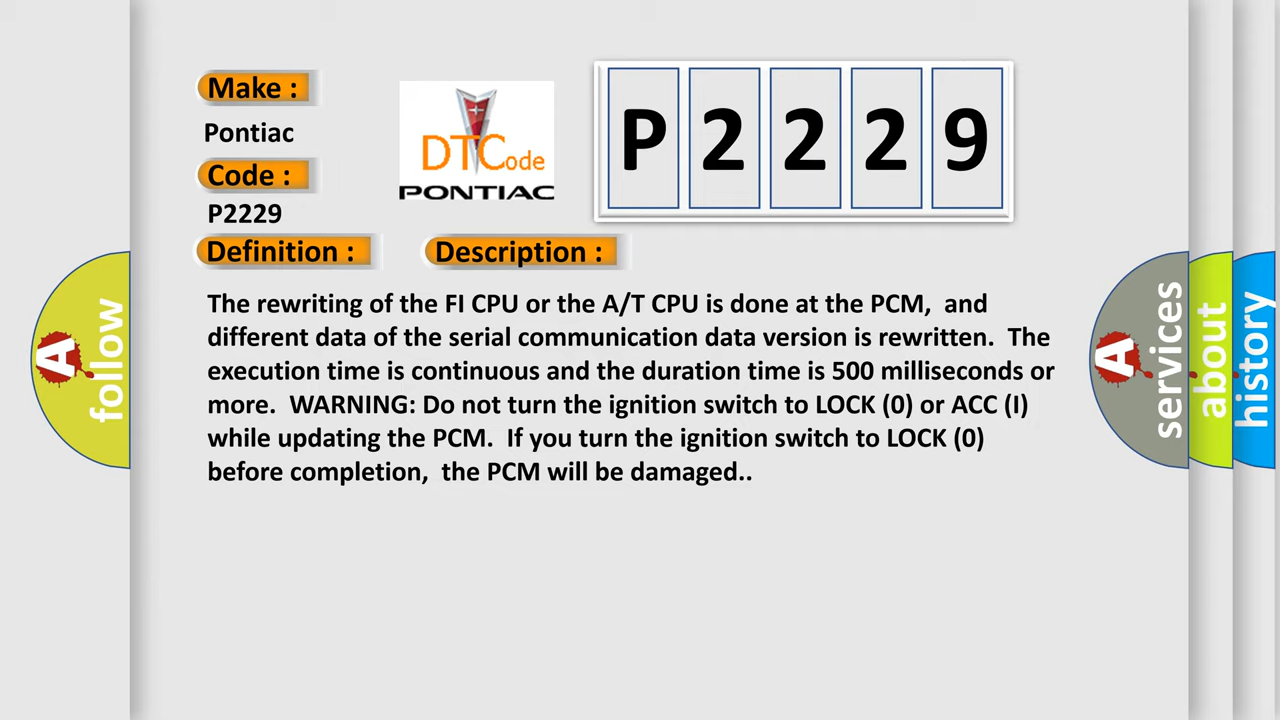 Make :
Pontiac
Code :
P2229
DTCode
PONTIAC
P2229
Definition :
Description :
The rewriting of the FI CPU or the A/T CPU is done at the PCM, and
different data of the serial communication data version is rewritten. The
execution time is continuous and the duration time is 500 milliseconds or
more. WARNING: Do not turn the ignition switch to LOCK (0) or ACC (I)
while updating the PCM. If you turn the ignition switch to LOCK (0)
before completion, the PCM will be damaged..
A follow
A services
about
history